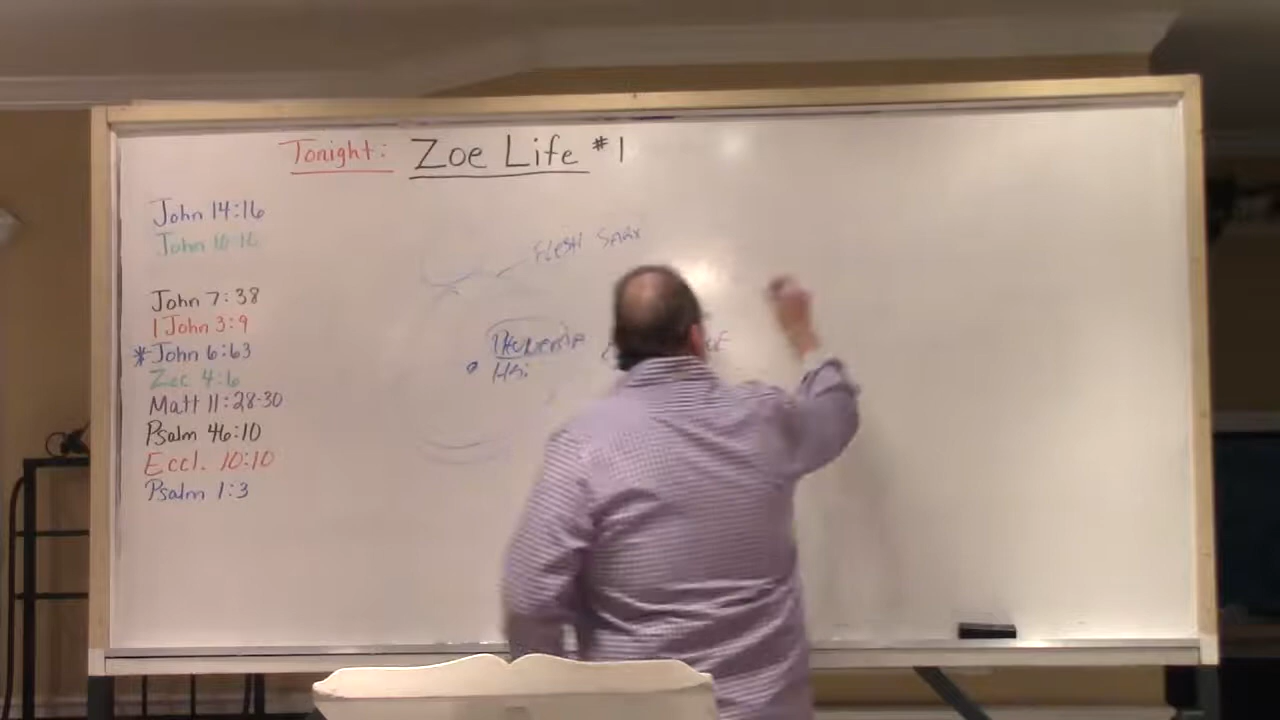 Tonight: Zoe Life #1
John 14:16
John 10:10
John 7:38
1 John 3:9
*John 6:63
Zec 4:6
Matt 11:28-30
Psalm 46:10
Eccl. 10:10
Psalm 1:3
FLESH SARX